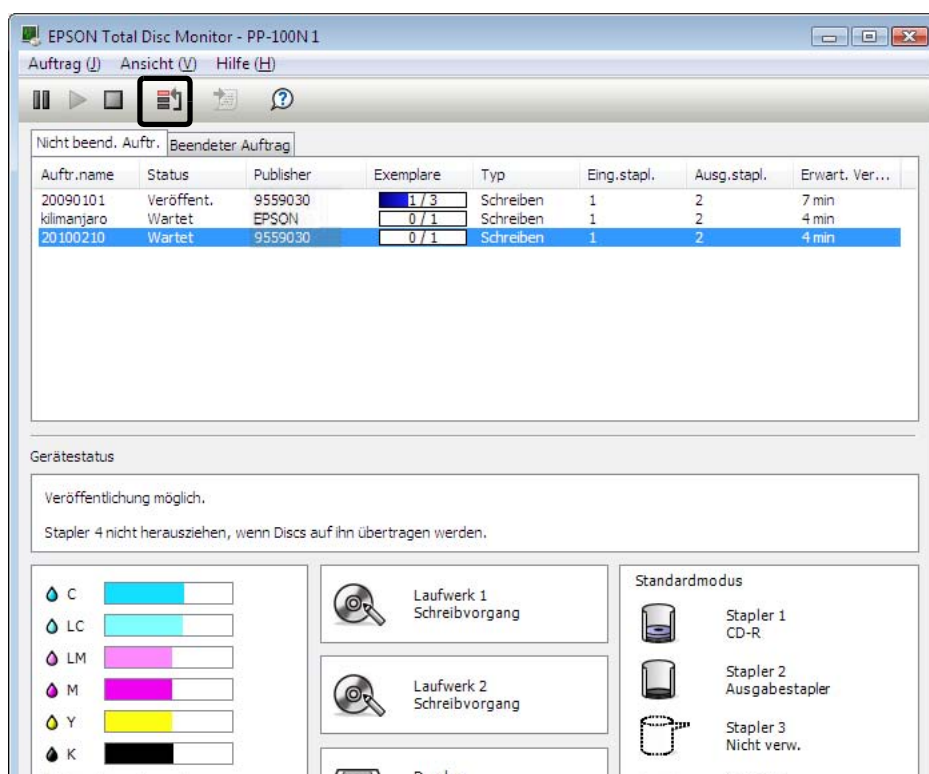 EPSON Total Disc Monitor - PP-100N 1
Auftrag (J) Ansicht (V) Hilfe (H)
Nicht beend. Auftr. Beendeter Auftrag
Auftr.name Status Publisher Exemplare Typ Eing.stapl. Ausg.stapl. Erwart. Ver...
20090101 Veröffent. 9559030 1 / 3 Schreiben 1 2 7 min
kilimanjaro Wartet EPSON 0 / 1 Schreiben 1 2 4 min
20100210 Wartet 9559030 0 / 1 Schreiben 1 2 4 min
Gerätestatus
Veröffentlichung möglich.
Stapler 4 nicht herausziehen, wenn Discs auf ihn übertragen werden.
C
LC
LM
M
Y
K
Laufwerk 1
Schreibvorgang
Laufwerk 2
Schreibvorgang
Standardmodus
Stapler 1
CD-R
Stapler 2
Ausgabestapler
Stapler 3
Nicht verw.